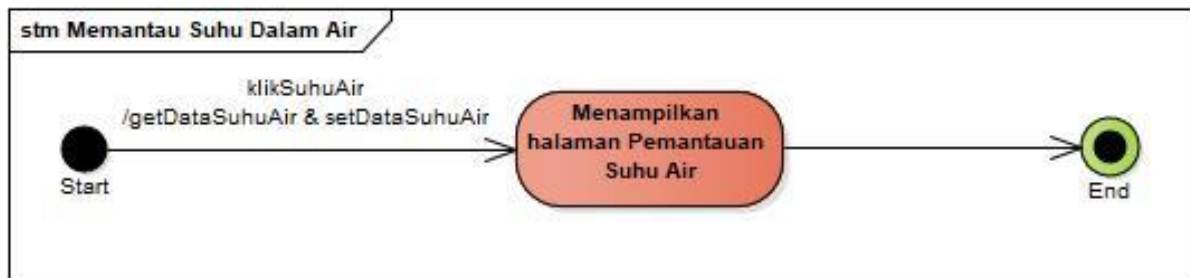 stm Memantau Suhu Dalam Air
klikSuhuAir
/getDataSuhuAir & setDataSuhuAir
Start
Menampilkan
halaman Pemantauan
Suhu Air
End